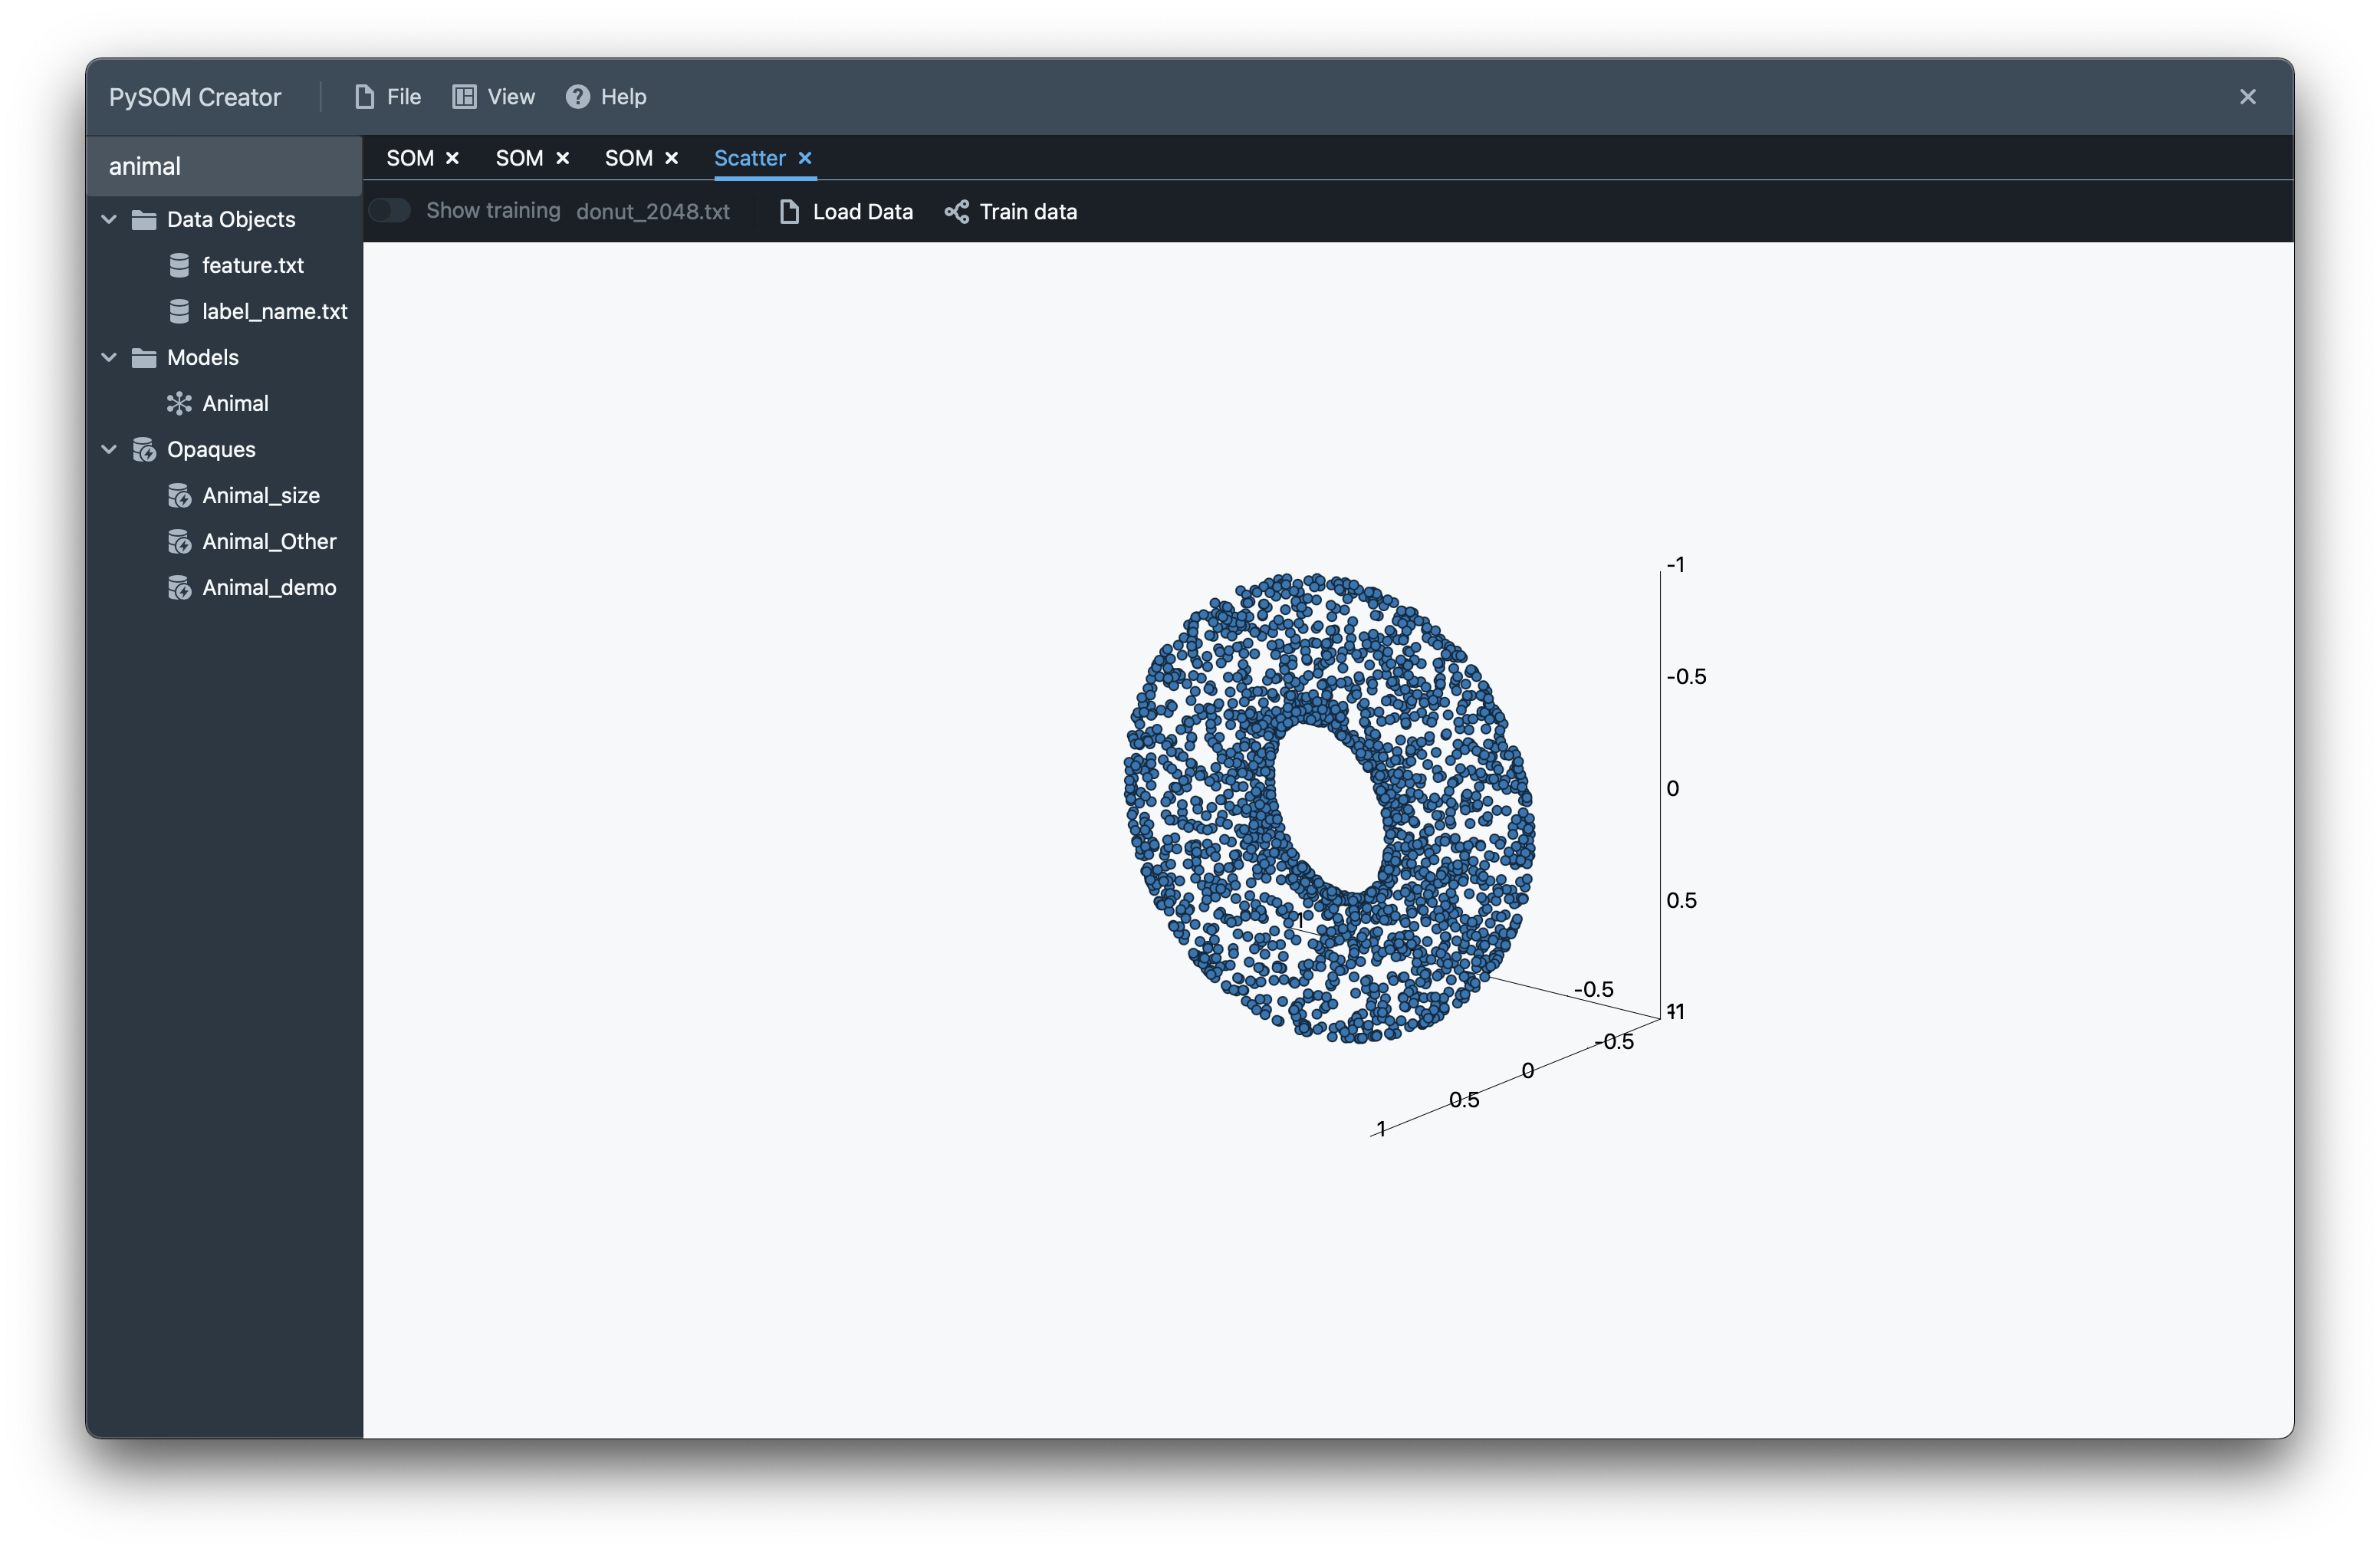 PySOM Creator File View Help
animal
Data Objects
feature.txt
label_name.txt
Models
Animal
Opaques
Animal_size
Animal_Other
Animal_demo
SOM SOM SOM Scatter
Show training donut_2048.txt Load Data Train data
-1
-0.5
0
0.5
1
-0.5
-0.5
0
0.5
1